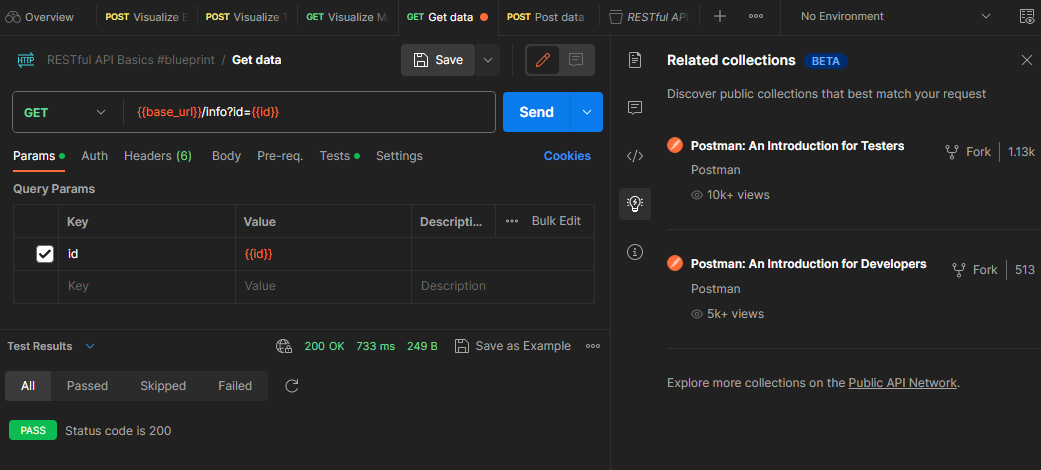 Overview
POST Visualize
POST Visualize
GET Visualize
GET Get data
POST Post data
RESTful API
No Environment
HTTP
RESTful API Basics #blueprint / Get data
Save
GET
{{base_url}}/info?id={{id}}
Send
Params
Auth
Headers (6)
Body
Pre-req.
Tests
Settings
Cookies
Query Params
Key
Value
Descripti...
Bulk Edit
id
{{id}}
Key
Value
Description
Test Results
200 OK
733 ms
249 B
Save as Example
All
Passed
Skipped
Failed
PASS
Status code is 200
Related collections
BETA
Discover public collections that best match your request
Postman: An Introduction for Testers
Fork
1.13k
Postman
10k+ views
Postman: An Introduction for Developers
Fork
513
Postman
5k+ views
Explore more collections on the Public API Network.